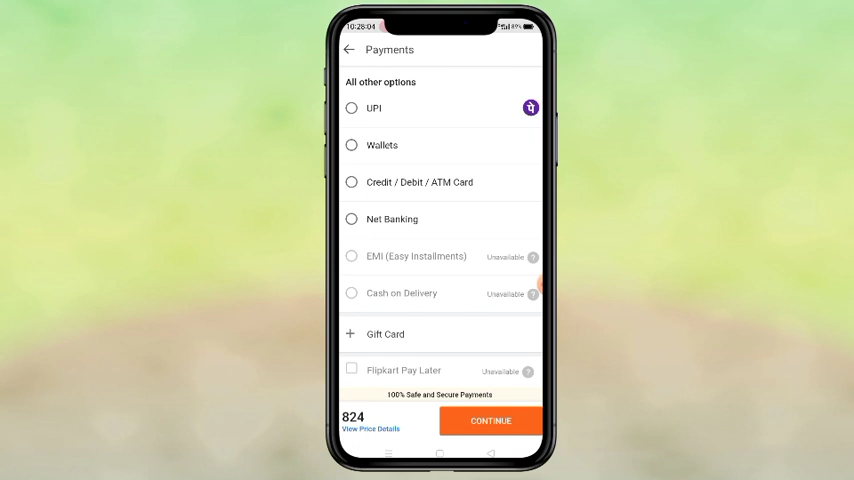 10:28:04
89%
Payments
All other options
UPI
पे
Wallets
Credit / Debit / ATM Card
Net Banking
EMI (Easy Installments) Unavailable ?
Cash on Delivery Unavailable ?
+ Gift Card
Flipkart Pay Later Unavailable ?
100% Safe and Secure Payments
824
View Price Details
CONTINUE